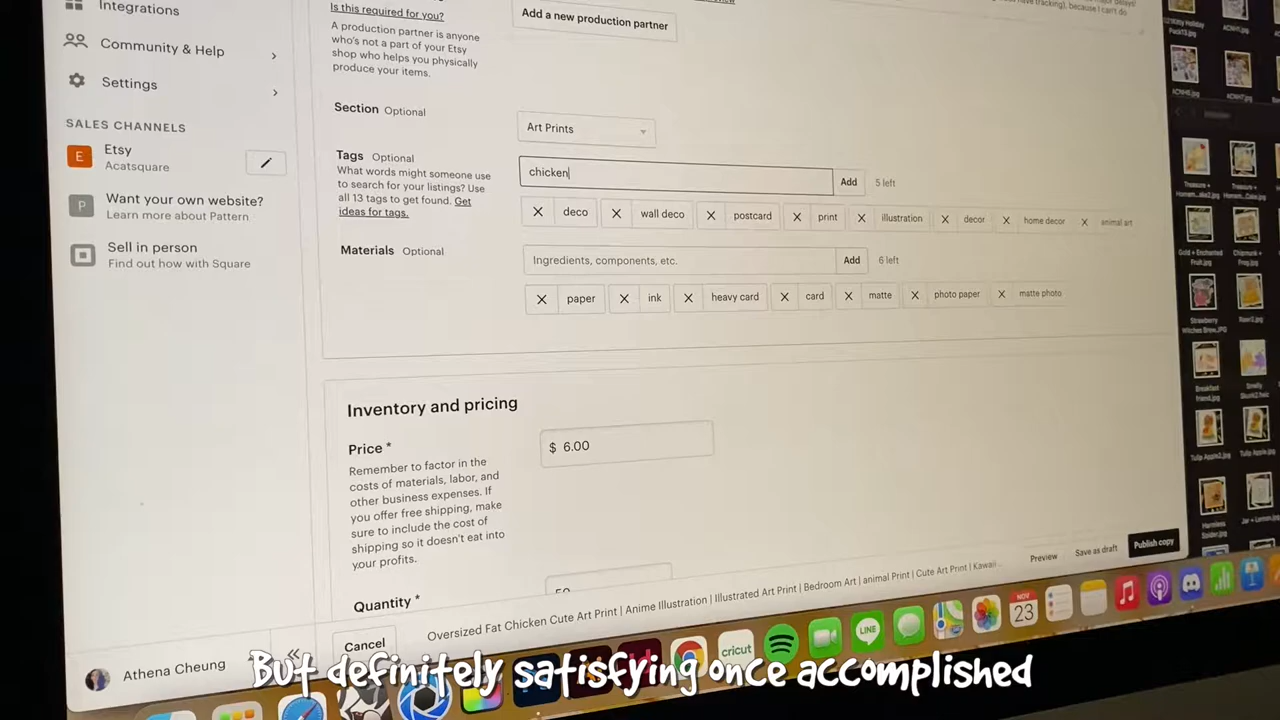 Integrations
Community & Help
Settings
SALES CHANNELS
E Etsy
Acatsquare
P Want your own website?
Learn more about Pattern
Sell in person
Find out how with Square
Athena Cheung
Is this required for you?
A production partner is anyone
who's not a part of your Etsy
shop who helps you physically
produce your items.
Add a new production partner
Section Optional
Art Prints
Tags Optional
What words might someone use
to search for your listings? Use
all 13 tags to get found. Get
ideas for tags.
chicken
Add
5 left
deco
wall deco
postcard
print
illustration
decor
home decor
animal art
Materials Optional
Ingredients, components, etc.
Add
6 left
paper
ink
heavy card
card
matte
photo paper
matte photo
Inventory and pricing
Price *
Remember to factor in the
costs of materials, labor, and
other business expenses. If
you offer free shipping, make
sure to include the cost of
shipping so it doesn't eat into
your profits.
$ 6.00
Quantity *
Preview
Save as draft
Publish copy
Cancel
Oversized Fat Chicken Cute Art Print | Anime Illustration | Illustrated Art Print | Bedroom Art | animal Print | Cute Art Print | Kawaii ...
NOV
23
LINE
cricut
But definitely satisfying once accomplished